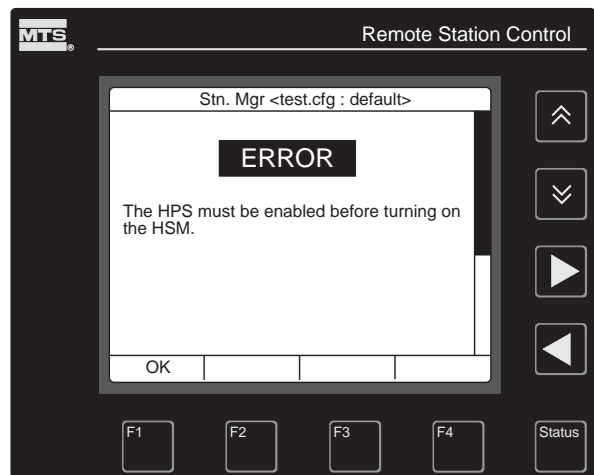 MTS®
Remote Station Control
Stn. Mgr <test.cfg : default>
ERROR
The HPS must be enabled before turning on
the HSM.
OK
F1
F2
F3
F4
Status